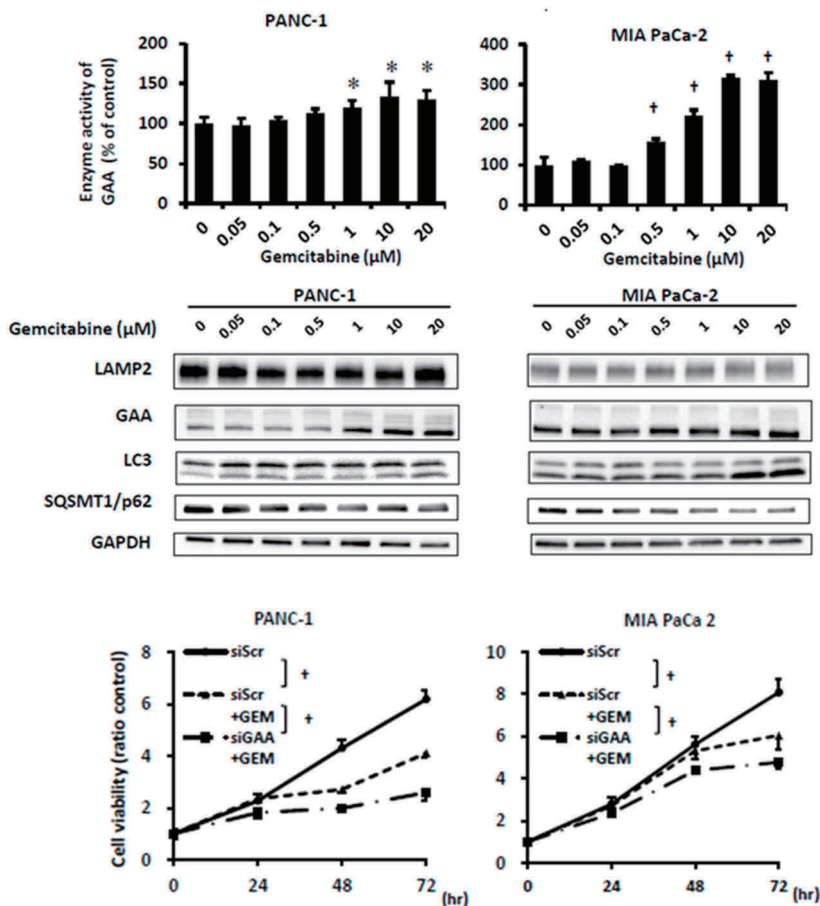 PANC-1
MIA PaCa-2
Enzyme activity of
GAA (% of control)
200
150
100
50
0
400
300
200
100
0
* * *
† † † †
0 0.05 0.1 0.5 1 10 20
0 0.05 0.1 0.5 1 10 20
Gemcitabine (μM)
Gemcitabine (μM)
PANC-1
MIA PaCa-2
Gemcitabine (μM)
0 0.05 0.1 0.5 1 10 20
0 0.05 0.1 0.5 1 10 20
LAMP2
GAA
LC3
SQSMT1/p62
GAPDH
PANC-1
MIA PaCa 2
Cell viability (ratio control)
8
6
4
2
0
siScr
†
siScr
+GEM
†
siGAA
+GEM
0 24 48 72 (hr)
10
8
6
4
2
0
siScr
†
siScr
+GEM
†
siGAA
+GEM
0 24 48 72 (hr)